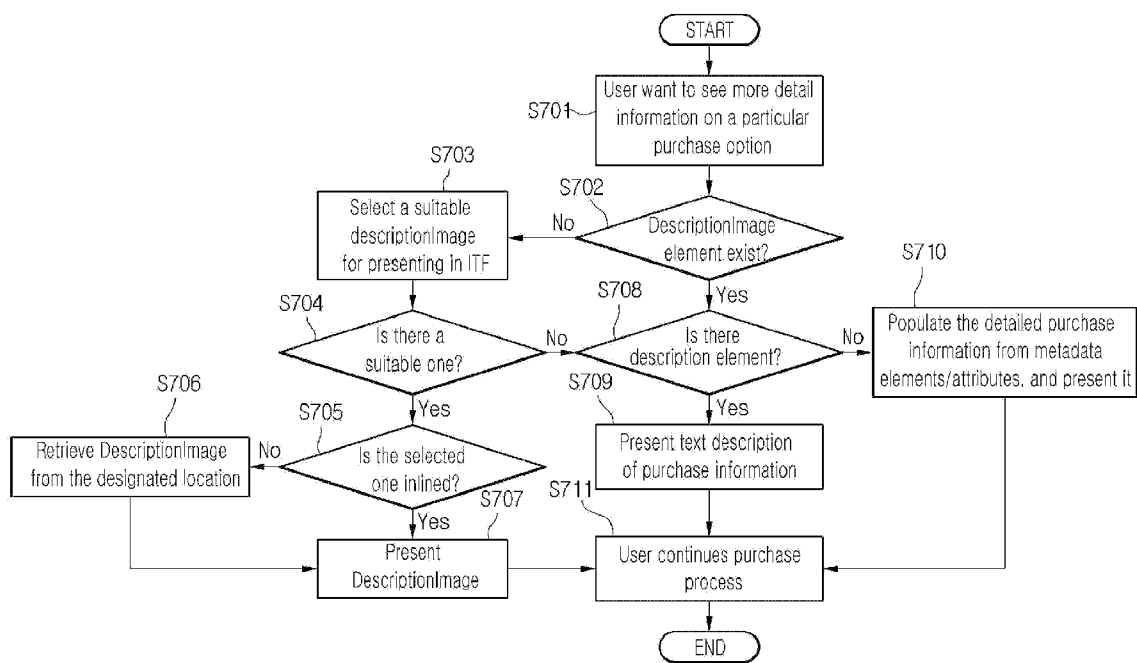 START
S701
User want to see more detail
information on a particular
purchase option
S703
Select a suitable
descriptionImage
for presenting in ITF
S702
No
DescriptionImage
element exist?
Yes
S704
Is there a
suitable one?
No
Yes
S708
Is there
description element?
No
Yes
S710
Populate the detailed purchase
information from metadata
elements/attributes, and present it
S706
Retrieve DescriptionImage
from the designated location
S705
No
Is the selected
one inlined?
Yes
S709
Present text description
of purchase information
S707
Present
DescriptionImage
S711
User continues purchase
process
END